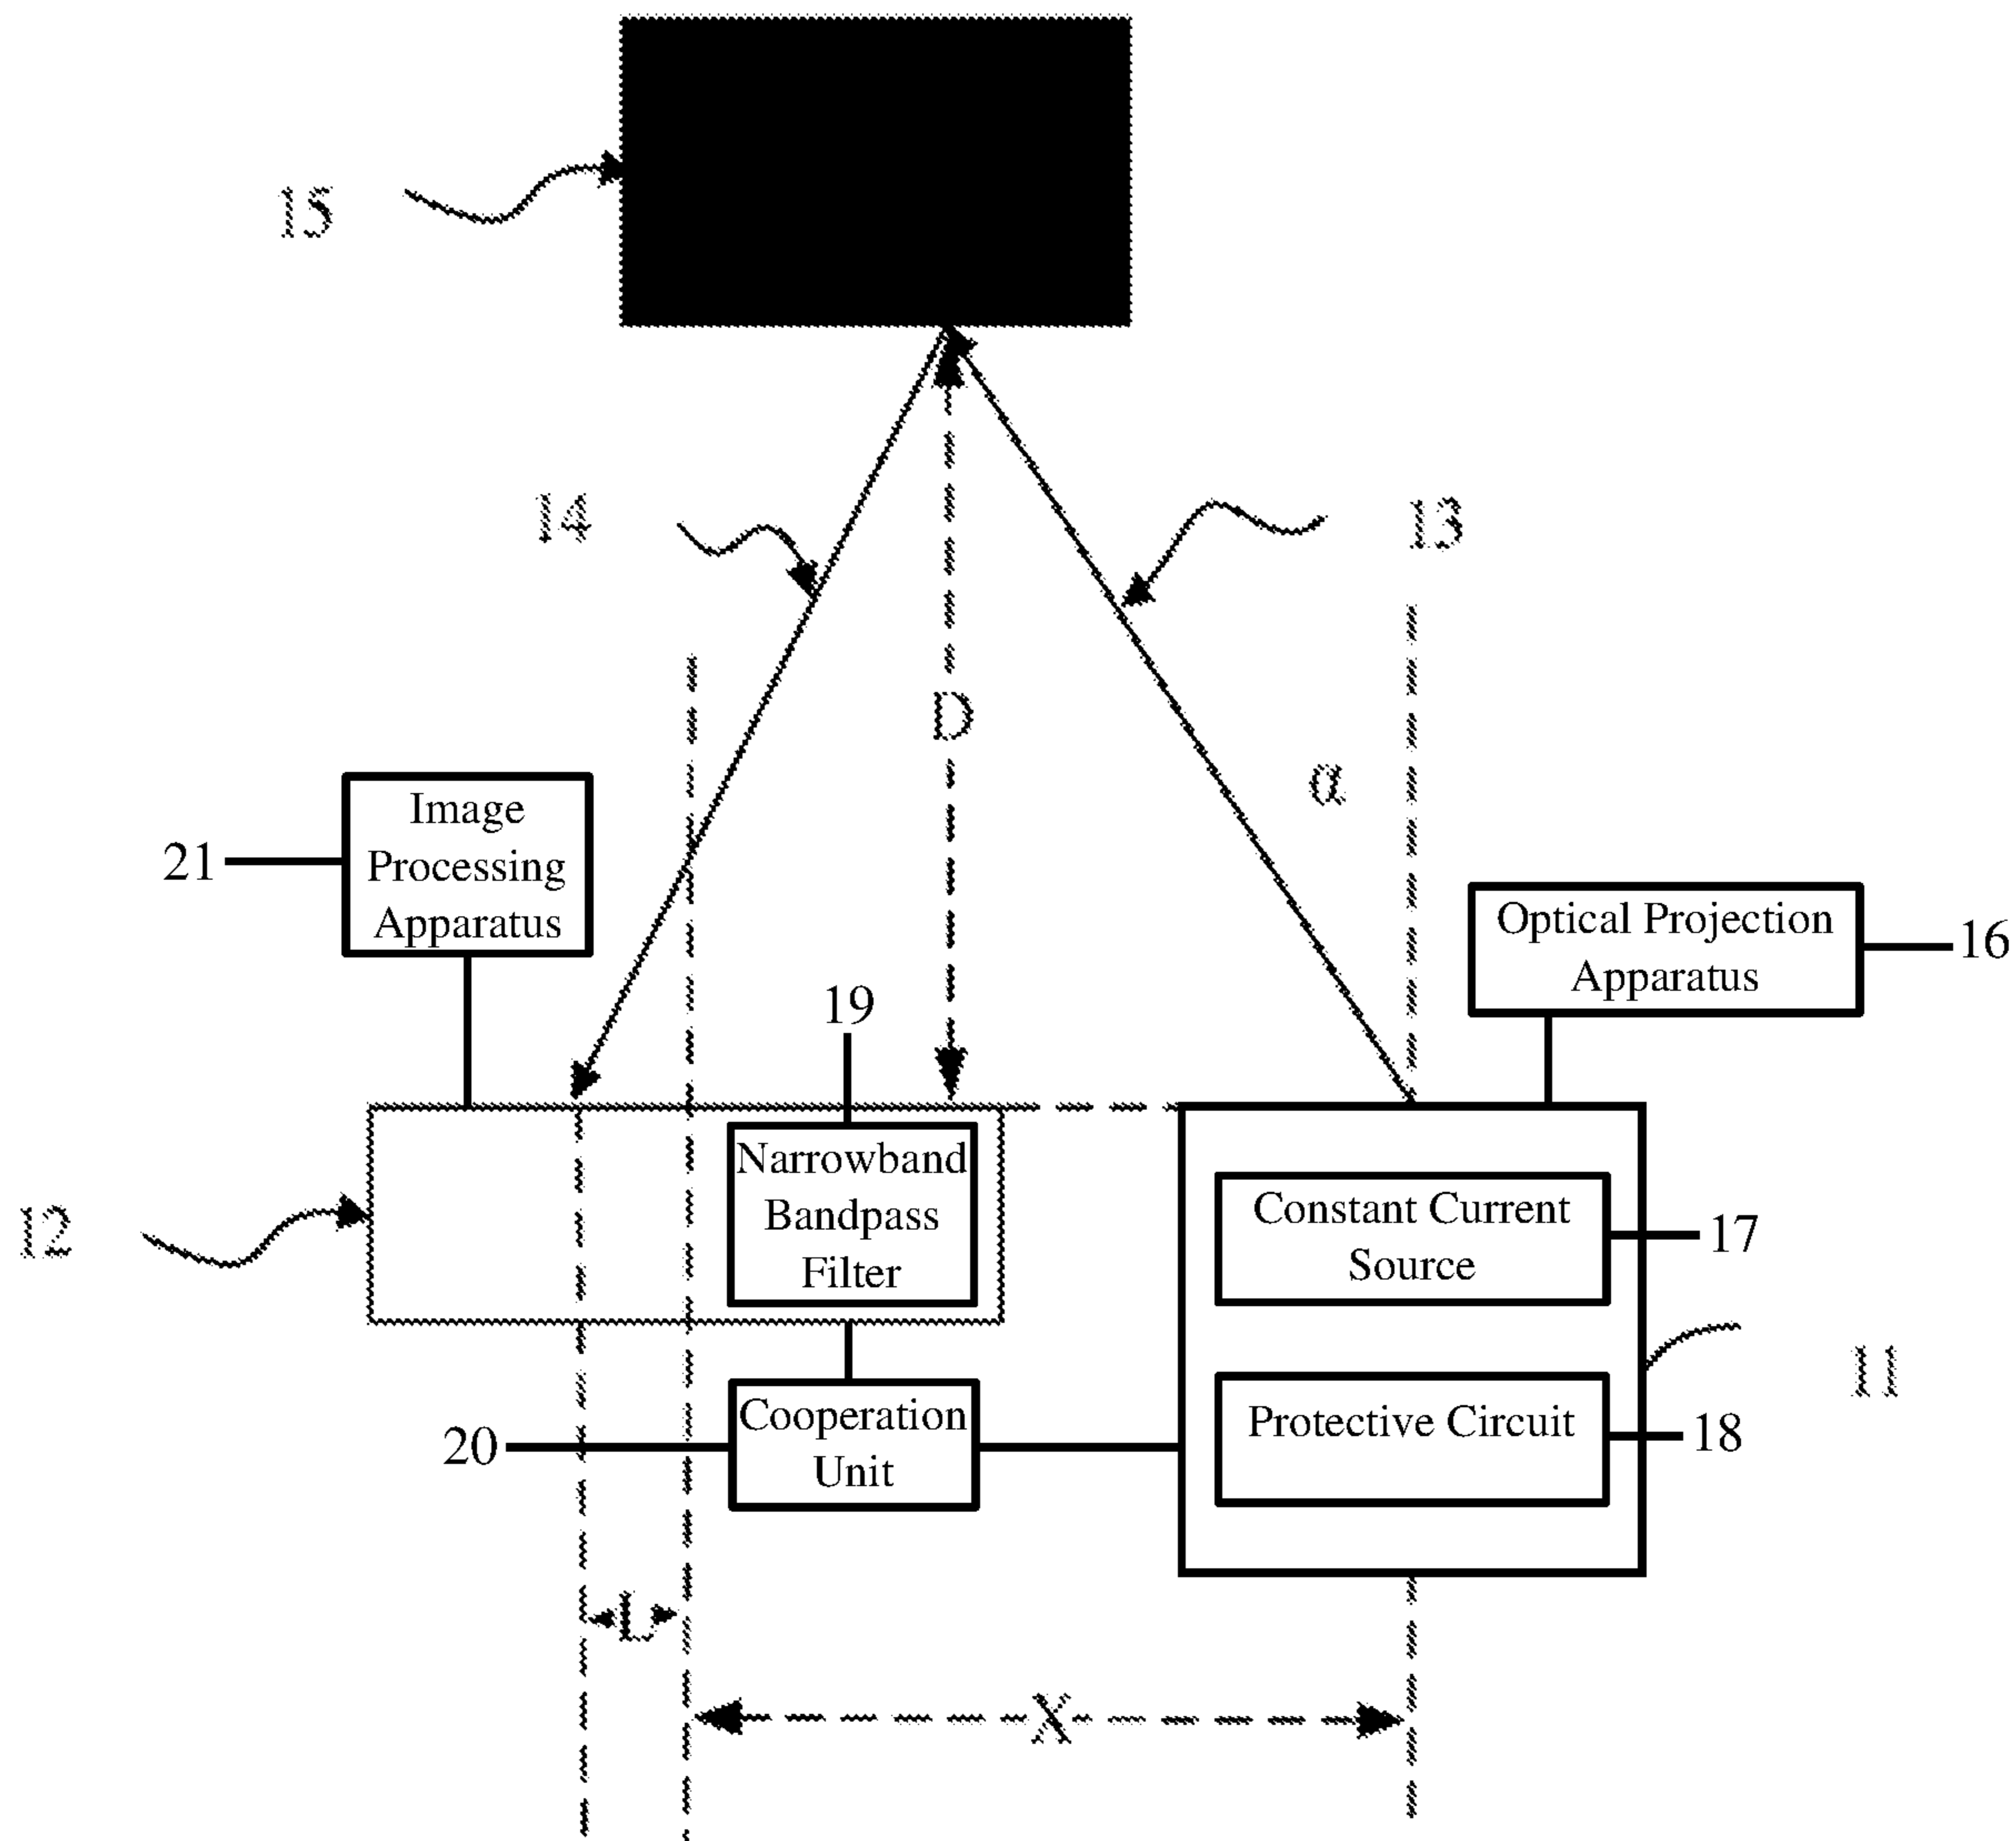 15
14
13
D
α
Image
Processing
Apparatus
21
Optical Projection
Apparatus
16
19
Narrowband
Bandpass
Filter
12
Constant Current
Source
17
11
Cooperation
Unit
20
Protective Circuit
18
L
X